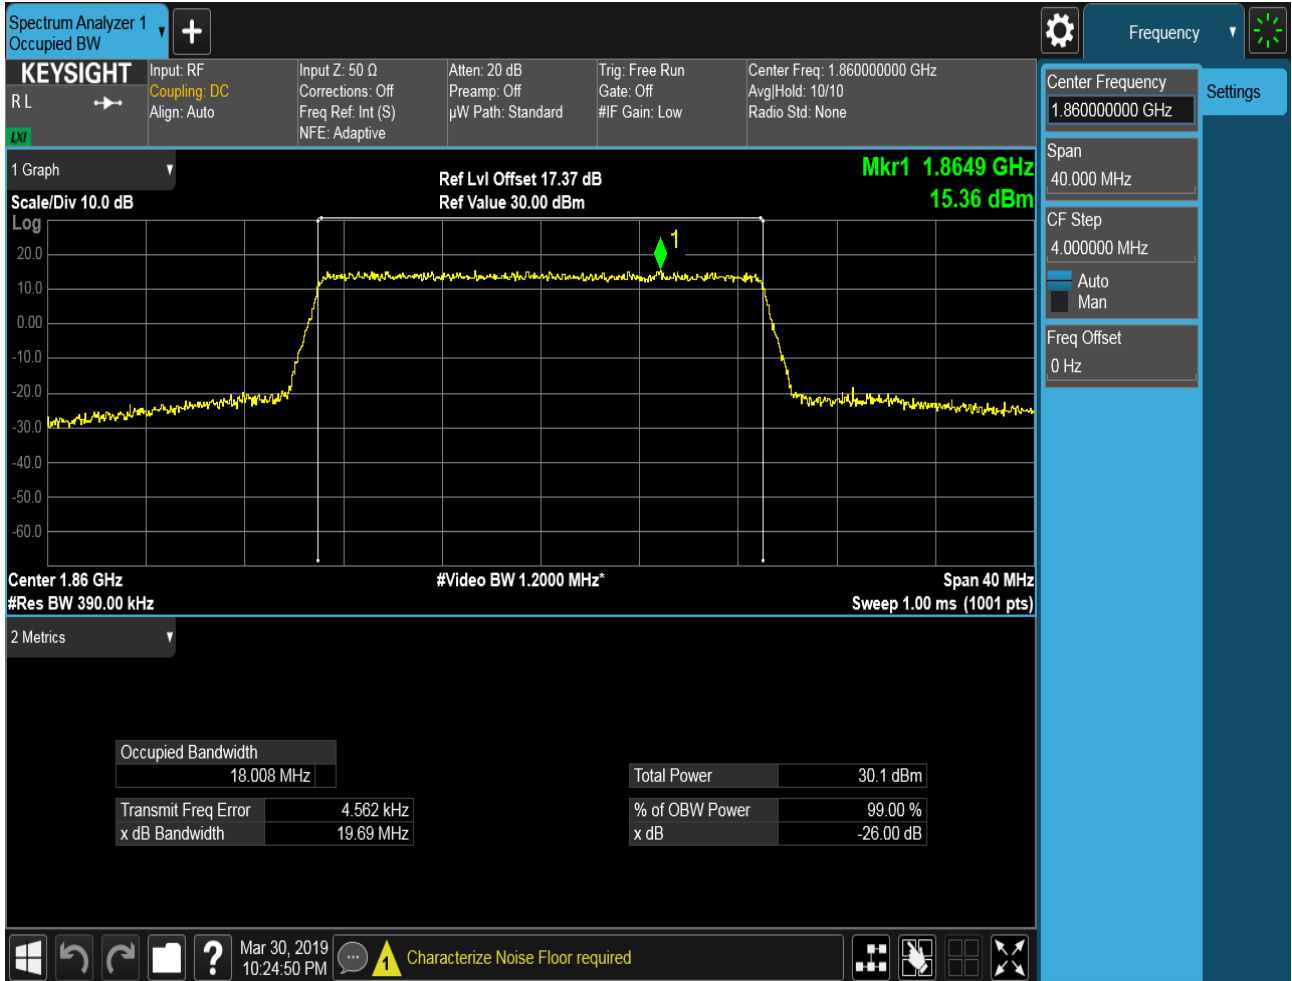 Spectrum Analyzer 1
Occupied BW
Frequency
KEYSIGHT
R L
LXI
Input: RF
Coupling: DC
Align: Auto
Input Z: 50 Ω
Corrections: Off
Freq Ref: Int (S)
NFE: Adaptive
Atten: 20 dB
Preamp: Off
µW Path: Standard
Trig: Free Run
Gate: Off
#IF Gain: Low
Center Freq: 1.860000000 GHz
Avg|Hold: 10/10
Radio Std: None
Center Frequency
1.860000000 GHz
Settings
Span
40.000 MHz
CF Step
4.000000 MHz
Auto
Man
Freq Offset
0 Hz
1 Graph
Scale/Div 10.0 dB
Ref Lvl Offset 17.37 dB
Ref Value 30.00 dBm
Mkr1 1.8649 GHz
15.36 dBm
Log
20.0
10.0
0.00
-10.0
-20.0
-30.0
-40.0
-50.0
-60.0
1
Center 1.86 GHz
#Res BW 390.00 kHz
#Video BW 1.2000 MHz*
Span 40 MHz
Sweep 1.00 ms (1001 pts)
2 Metrics
Occupied Bandwidth
18.008 MHz
Total Power 30.1 dBm
Transmit Freq Error 4.562 kHz
% of OBW Power 99.00 %
x dB Bandwidth 19.69 MHz
x dB -26.00 dB
?
Mar 30, 2019
10:24:50 PM
1
Characterize Noise Floor required